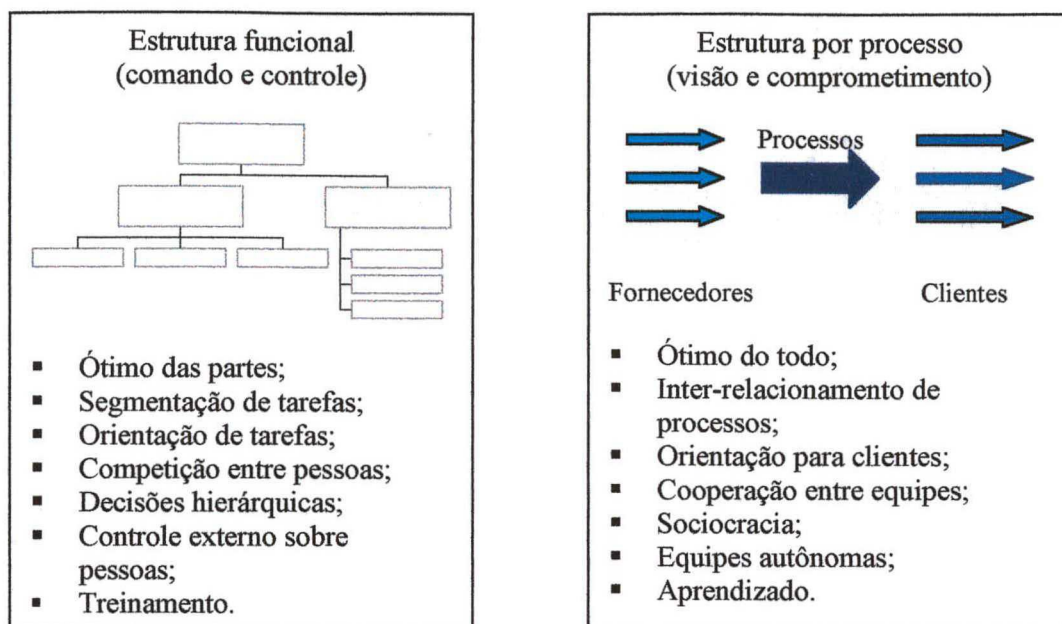 Estrutura funcional
(comando e controle)
▪ Ótimo das partes;
▪ Segmentação de tarefas;
▪ Orientação de tarefas;
▪ Competição entre pessoas;
▪ Decisões hierárquicas;
▪ Controle externo sobre
pessoas;
▪ Treinamento.
Estrutura por processo
(visão e comprometimento)
Processos
Fornecedores
Clientes
▪ Ótimo do todo;
▪ Inter-relacionamento de
processos;
▪ Orientação para clientes;
▪ Cooperação entre equipes;
▪ Sociocracia;
▪ Equipes autônomas;
▪ Aprendizado.